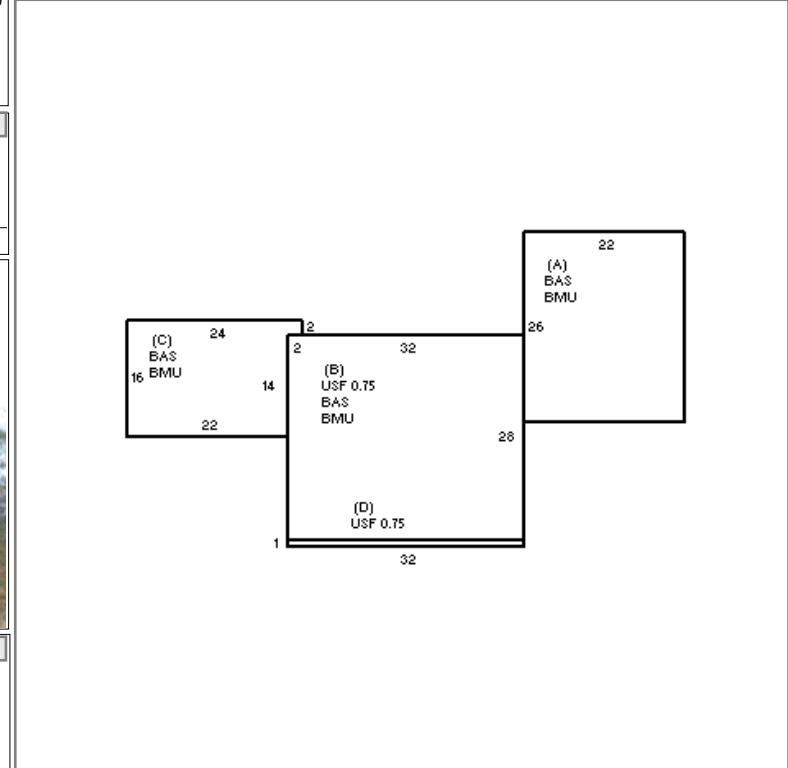 22
(A)
BAS
BMU
26
24
2
(C)
BAS
BMU
16
14
22
2
32
(B)
USF 0.75
BAS
BMU
28
(D)
USF 0.75
1
32